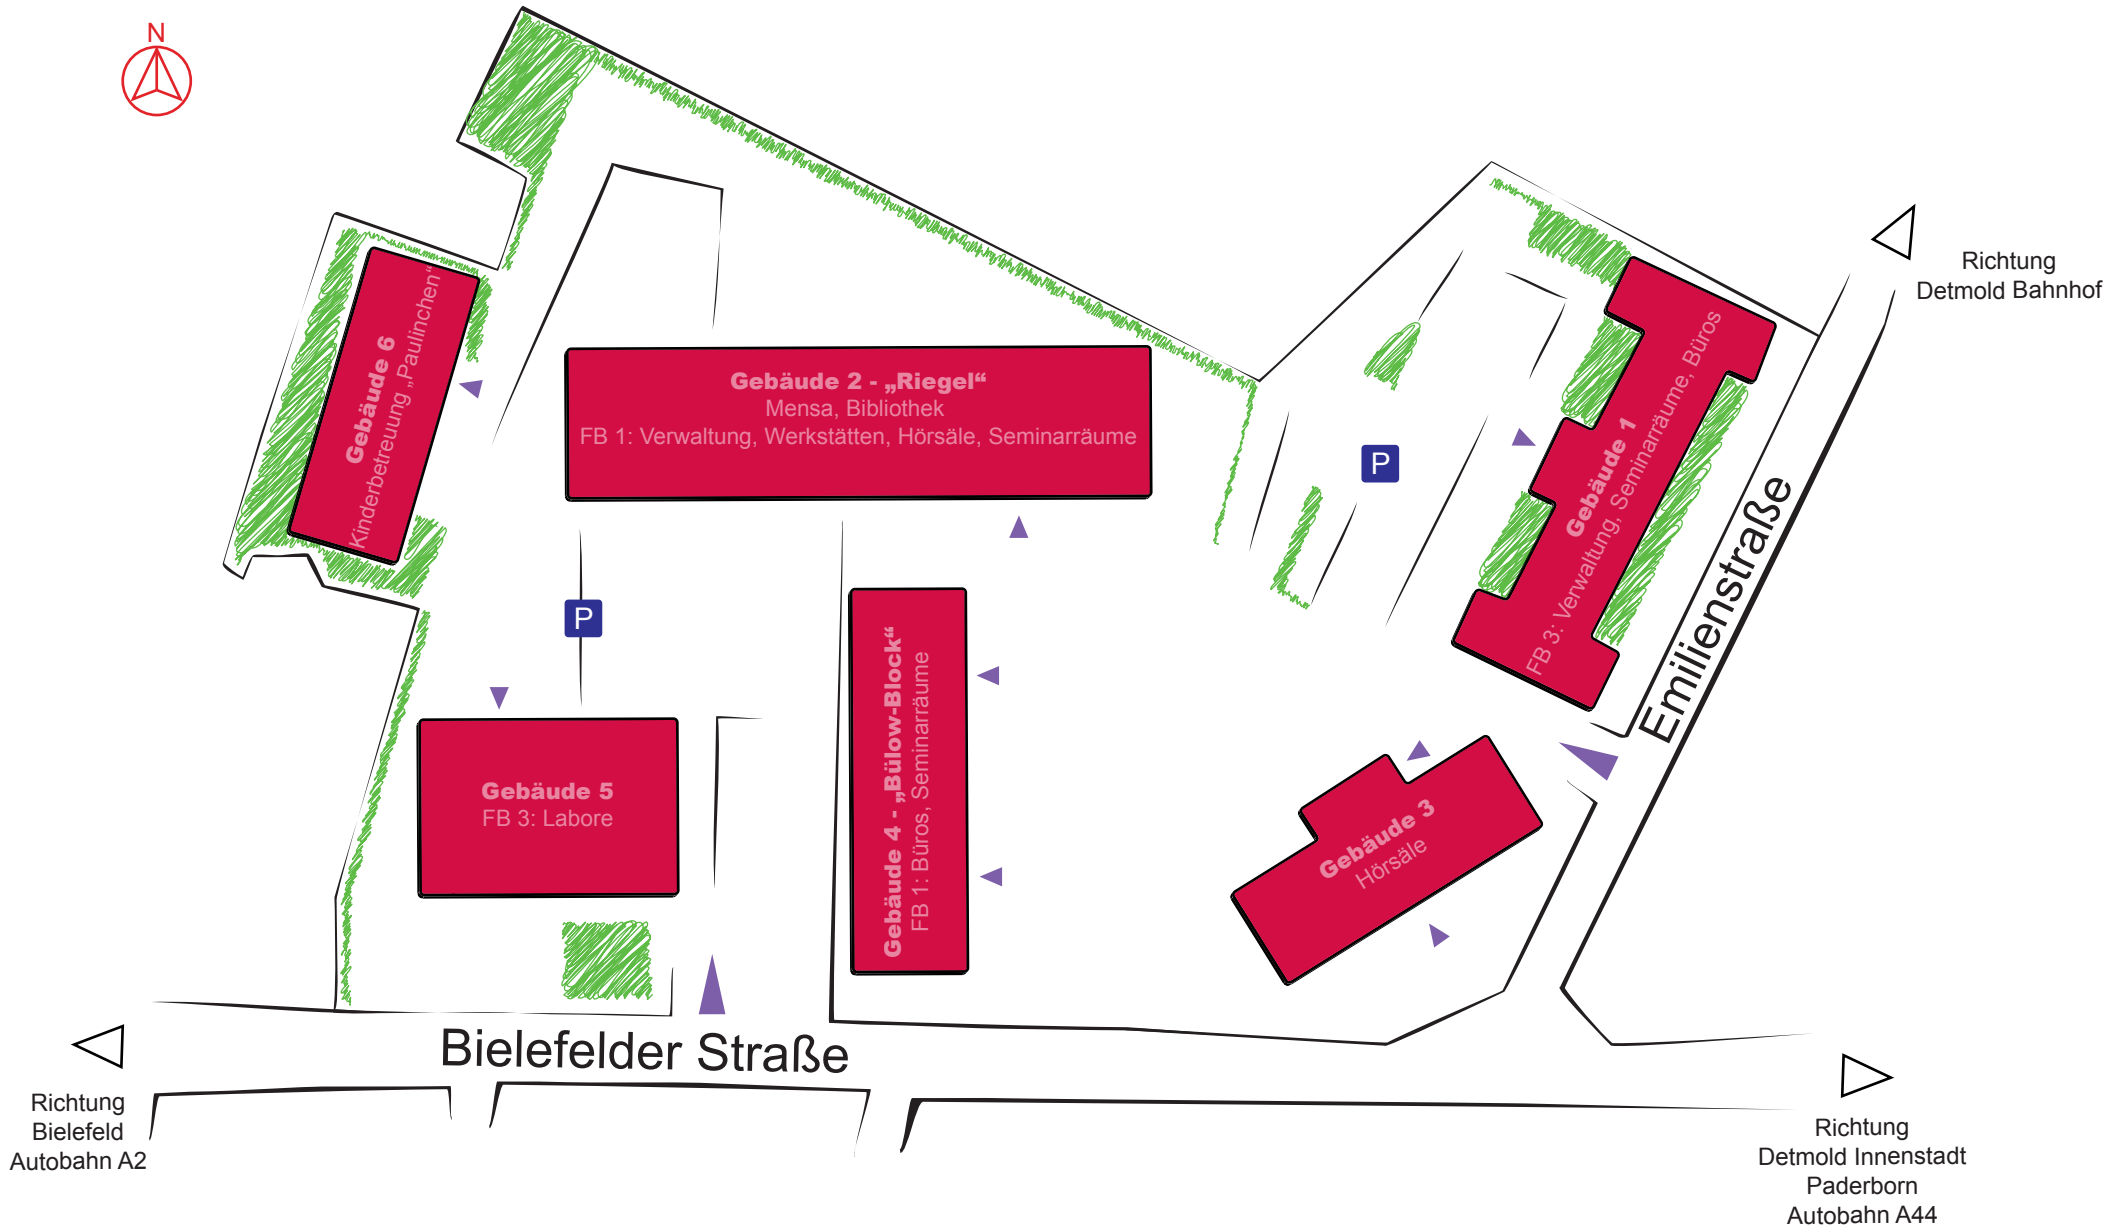 N
Richtung
Detmold Bahnhof
Gebäude 6
Kinderbetreuung „Paulinchen“
Gebäude 2 - „Riegel“
Mensa, Bibliothek
FB 1: Verwaltung, Werkstätten, Hörsäle, Seminarräume
P
Gebäude 1
FB 3: Verwaltung, Seminarräume, Büros
Emilienstraße
P
Gebäude 4 - „Bülow-Block“
FB 1: Büros, Seminarräume
Gebäude 5
FB 3: Labore
Gebäude 3
Hörsäle
Bielefelder Straße
Richtung
Bielefeld
Autobahn A2
Richtung
Detmold Innenstadt
Paderborn
Autobahn A44